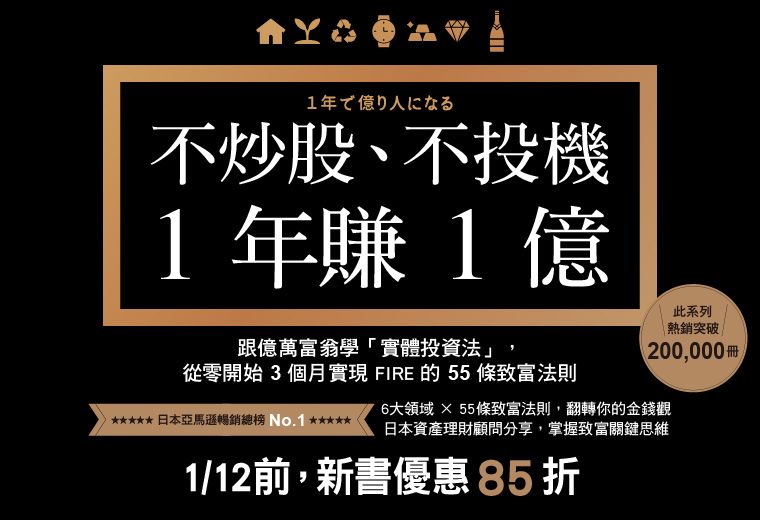 1年で億り人になる
不炒股、不投機
1 年賺 1 億
此系列
熱銷突破
200,000冊
跟億萬富翁學「實體投資法」，
從零開始 3 個月實現 FIRE 的 55 條致富法則
★★★★★ 日本亞馬遜暢銷總榜 No.1 ★★★★★
6大領域 × 55條致富法則，翻轉你的金錢觀
日本資產理財顧問分享，掌握致富關鍵思維
1/12前，新書優惠 85 折